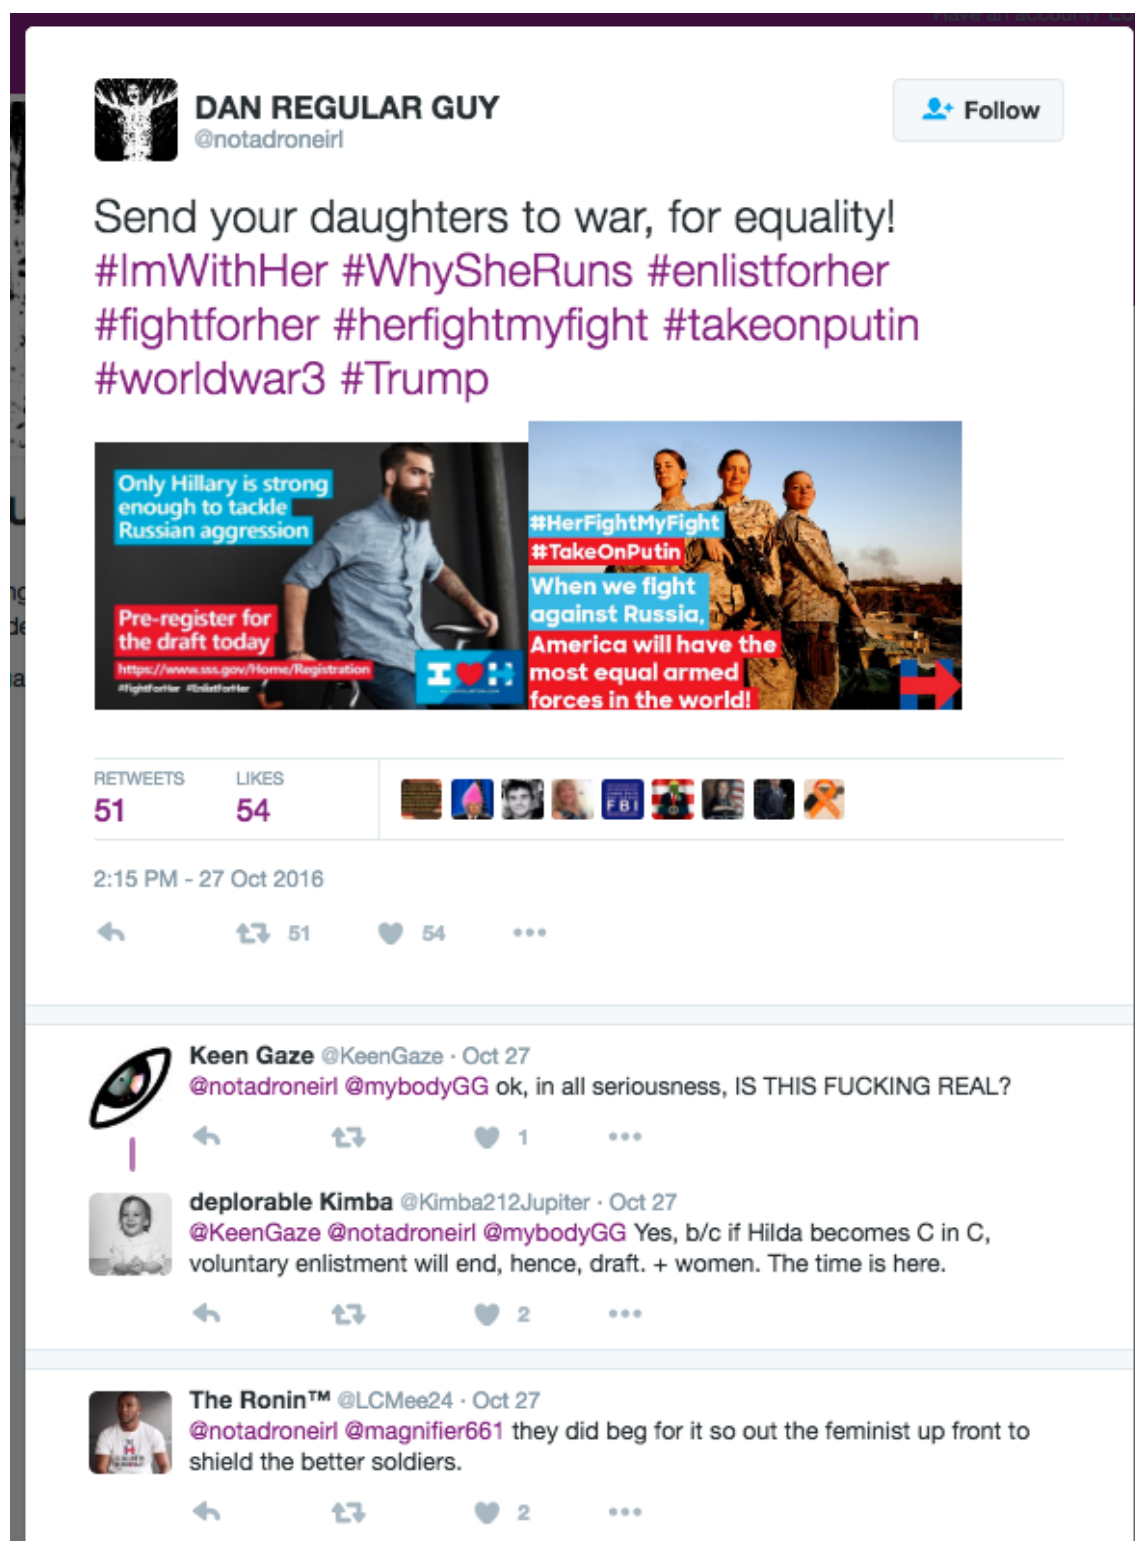 DAN REGULAR GUY
@notadroneirl
Follow
Send your daughters to war, for equality!
#ImWithHer #WhySheRuns #enlistforher
#fightforher #herfightmyfight #takeonputin
#worldwar3 #Trump
Only Hillary is strong
enough to tackle
Russian aggression
Pre-register for
the draft today
https://www.sss.gov/Home/Registration
#FightForHer #EnlistForHer
I H
#HerFightMyFight
#TakeOnPutin
When we fight
against Russia,
America will have the
most equal armed
forces in the world!
H
RETWEETS LIKES
51 54
FBI
2:15 PM - 27 Oct 2016
51 54
Keen Gaze @KeenGaze · Oct 27
@notadroneirl @mybodyGG ok, in all seriousness, IS THIS FUCKING REAL?
1
deplorable Kimba @Kimba212Jupiter · Oct 27
@KeenGaze @notadroneirl @mybodyGG Yes, b/c if Hilda becomes C in C,
voluntary enlistment will end, hence, draft. + women. The time is here.
2
The Ronin™ @LCMee24 · Oct 27
@notadroneirl @magnifier661 they did beg for it so out the feminist up front to
shield the better soldiers.
2